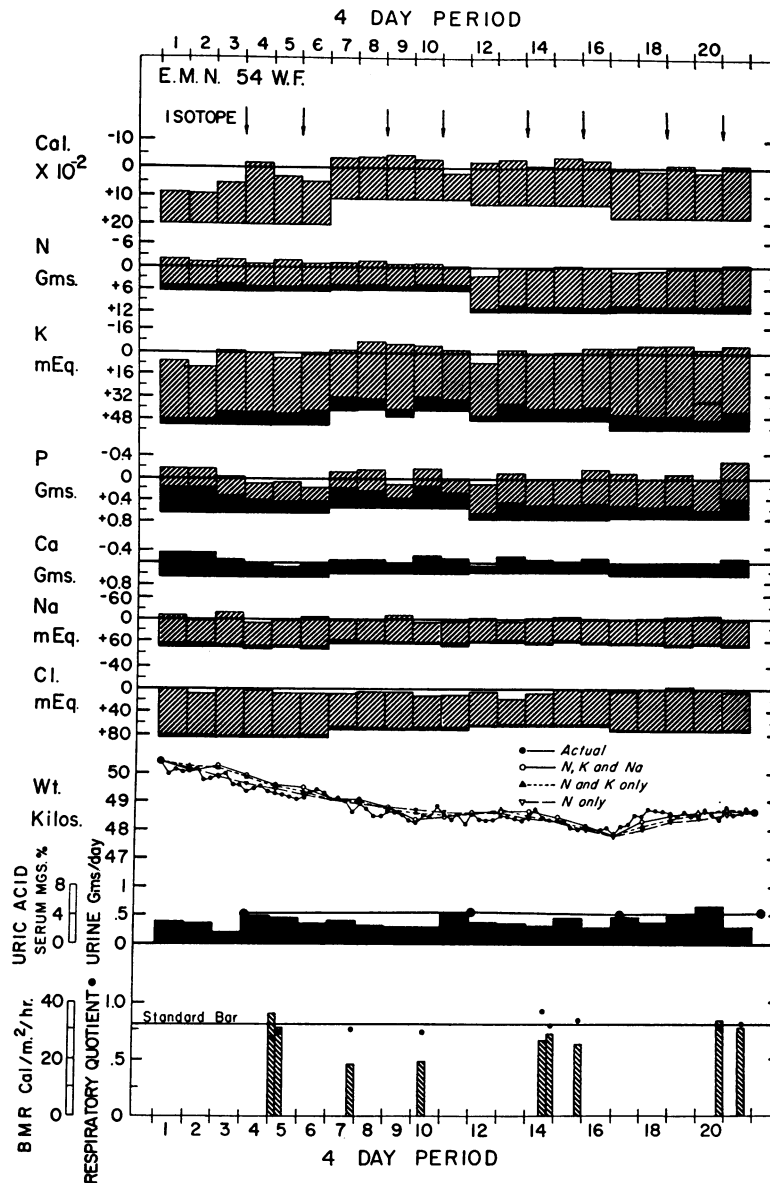 4 DAY PERIOD
1 2 3 4 5 6 7 8 9 10 12 14 16 18 20
E.M.N. 54 W.F.
ISOTOPE
Cal.
X 10-2
-10
0
+10
+20
N
Gms.
-6
0
+6
+12
K
mEq.
-16
0
+16
+32
+48
P
Gms.
-0.4
0
+0.4
+0.8
Ca
Gms.
-0.4
+0.8
Na
mEq.
-60
0
+60
Cl.
mEq.
-40
0
+40
+80
Wt.
Kilos.
50
49
48
47
Actual
N, K and Na
N and K only
N only
URIC ACID
SERUM MGS. %
8
4
0
URINE Gms/day
1
.5
0
BMR Cal/m.²/hr.
40
20
0
RESPIRATORY QUOTIENT
1.0
.5
0
Standard Bar
1 2 3 4 5 6 7 8 9 10 12 14 16 18 20
4 DAY PERIOD